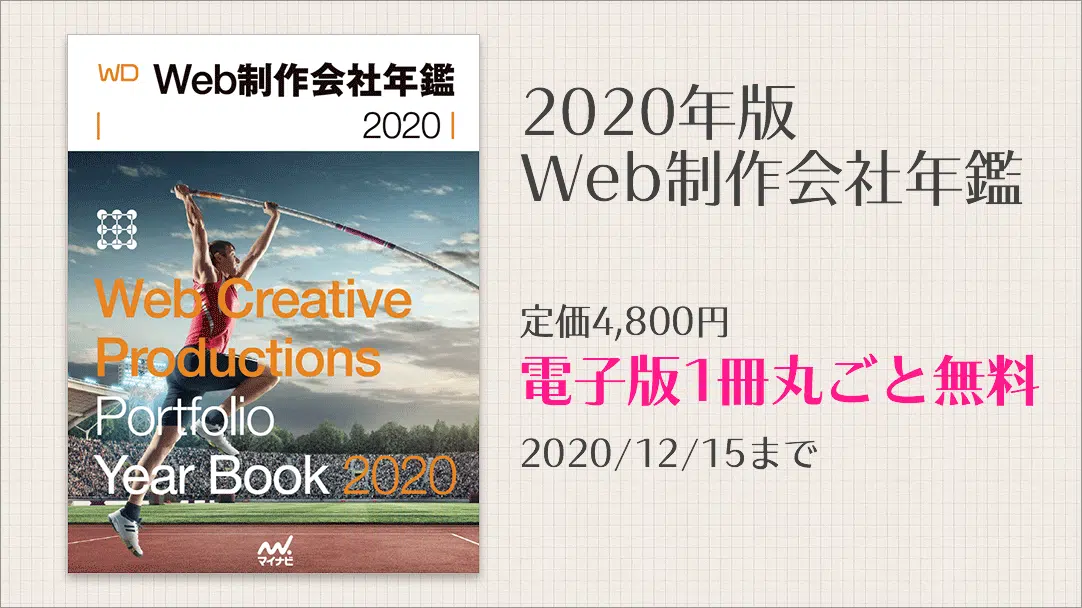 WD
Web制作会社年鑑
2020
Web Creative
Productions
Portfolio
Year Book 2020
マイナビ
2020年版
Web制作会社年鑑
定価4,800円
電子版1冊丸ごと無料
2020/12/15まで